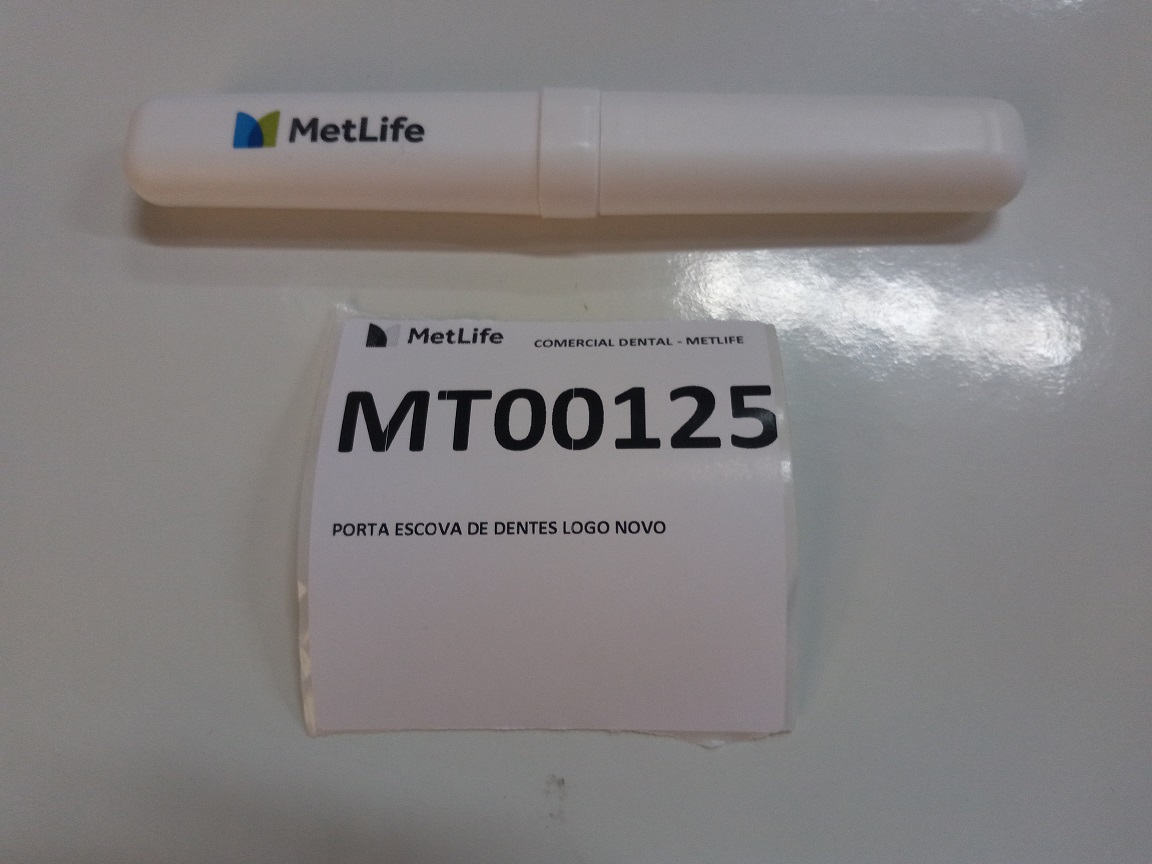 MetLife
MetLife COMERCIAL DENTAL - METLIFE
MT00125
PORTA ESCOVA DE DENTES LOGO NOVO